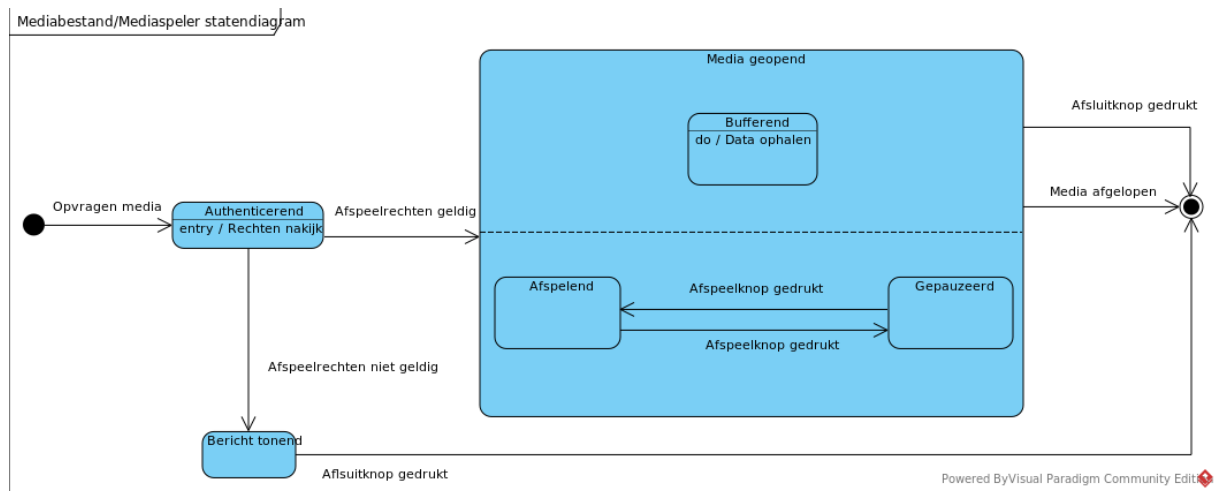 Mediabestand/Mediaspeler statendiagram
Media geopend
Bufferend
do / Data ophalen
Afsluitknop gedrukt
Opvragen media
Authenticerend
entry / Rechten nakijk
Afspeelrechten geldig
Media afgelopen
Afspelend
Afspeelknop gedrukt
Gepauzeerd
Afspeelknop gedrukt
Afspeelrechten niet geldig
Bericht tonend
Aflsuitknop gedrukt
Powered ByVisual Paradigm Community Editi